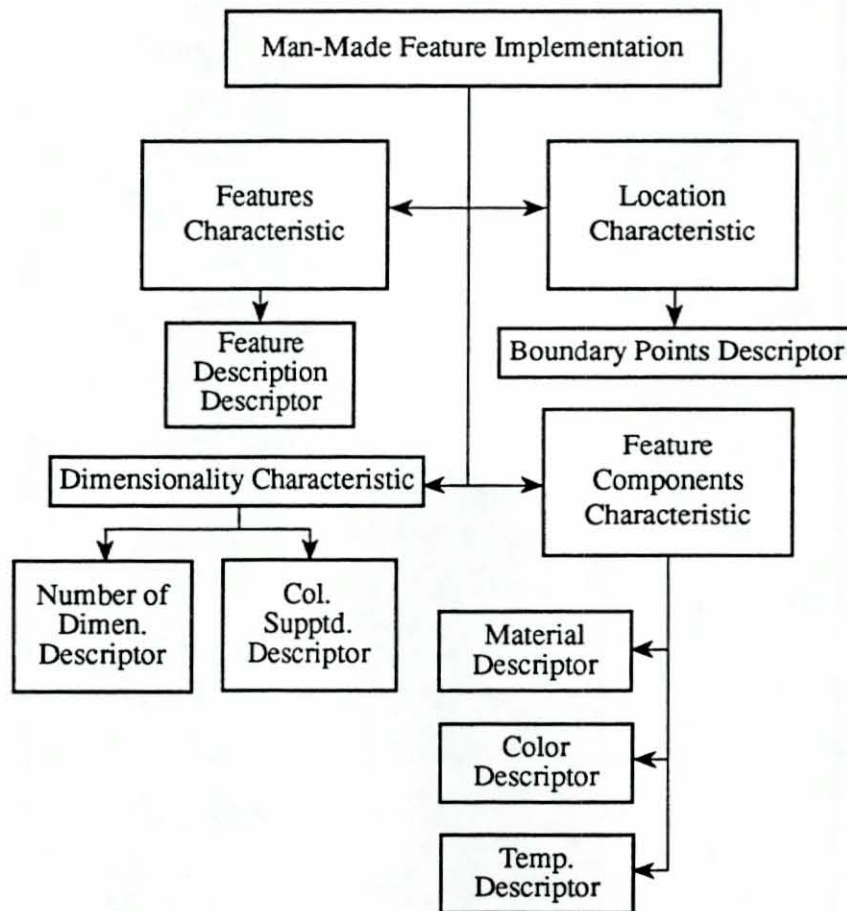 Man-Made Feature Implementation
Features
Characteristic
Location
Characteristic
Feature
Description
Descriptor
Boundary Points Descriptor
Dimensionality Characteristic
Feature
Components
Characteristic
Number of
Dimen.
Descriptor
Col.
Supptd.
Descriptor
Material
Descriptor
Color
Descriptor
Temp.
Descriptor